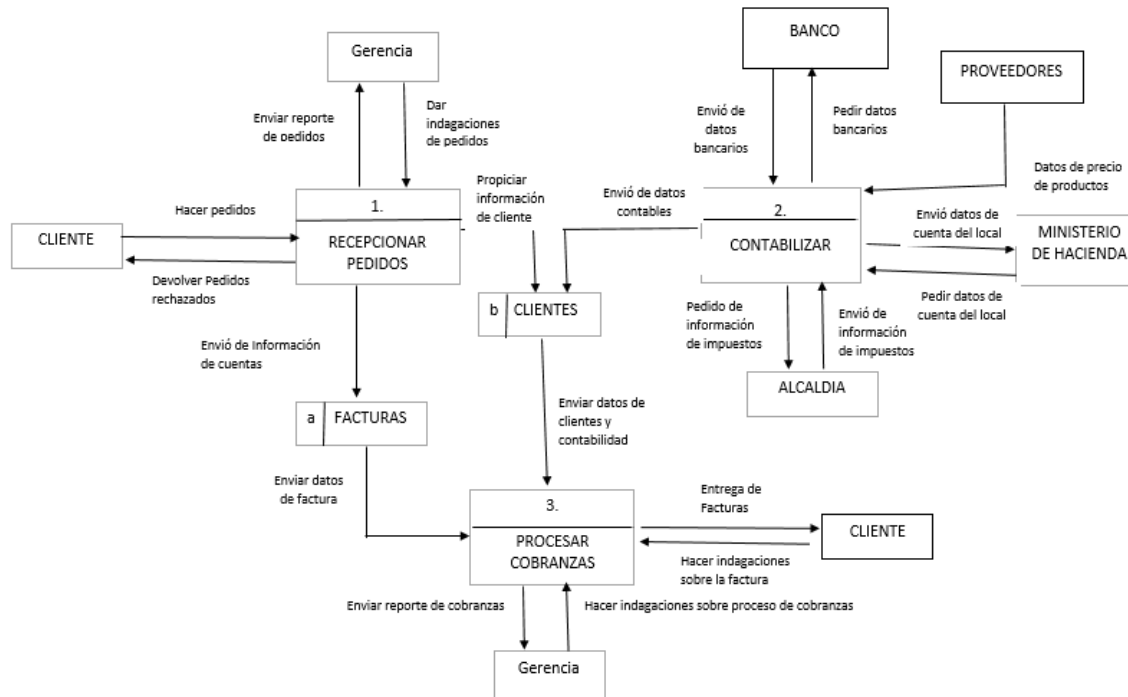 Gerencia
BANCO
PROVEEDORES
Enviar reporte
de pedidos
Dar
indagaciones
de pedidos
Envió de
datos
bancarios
Pedir datos
bancarios
Datos de precio
de productos
Hacer pedidos
CLIENTE
Devolver Pedidos
rechazados
1.
RECEPCIONAR
PEDIDOS
Propiciar
información
de cliente
Envió de datos
contables
2.
CONTABILIZAR
Envió datos de
cuenta del local
MINISTERIO
DE HACIENDA
Pedir datos de
cuenta del local
b
CLIENTES
Pedido de
información
de impuestos
Envió de
información
de impuestos
ALCALDIA
Envió de Información
de cuentas
a
FACTURAS
Enviar datos de
clientes y
contabilidad
Enviar datos
de factura
3.
PROCESAR
COBRANZAS
Entrega de
Facturas
CLIENTE
Hacer indagaciones
sobre la factura
Enviar reporte de cobranzas
Hacer indagaciones sobre proceso de cobranzas
Gerencia